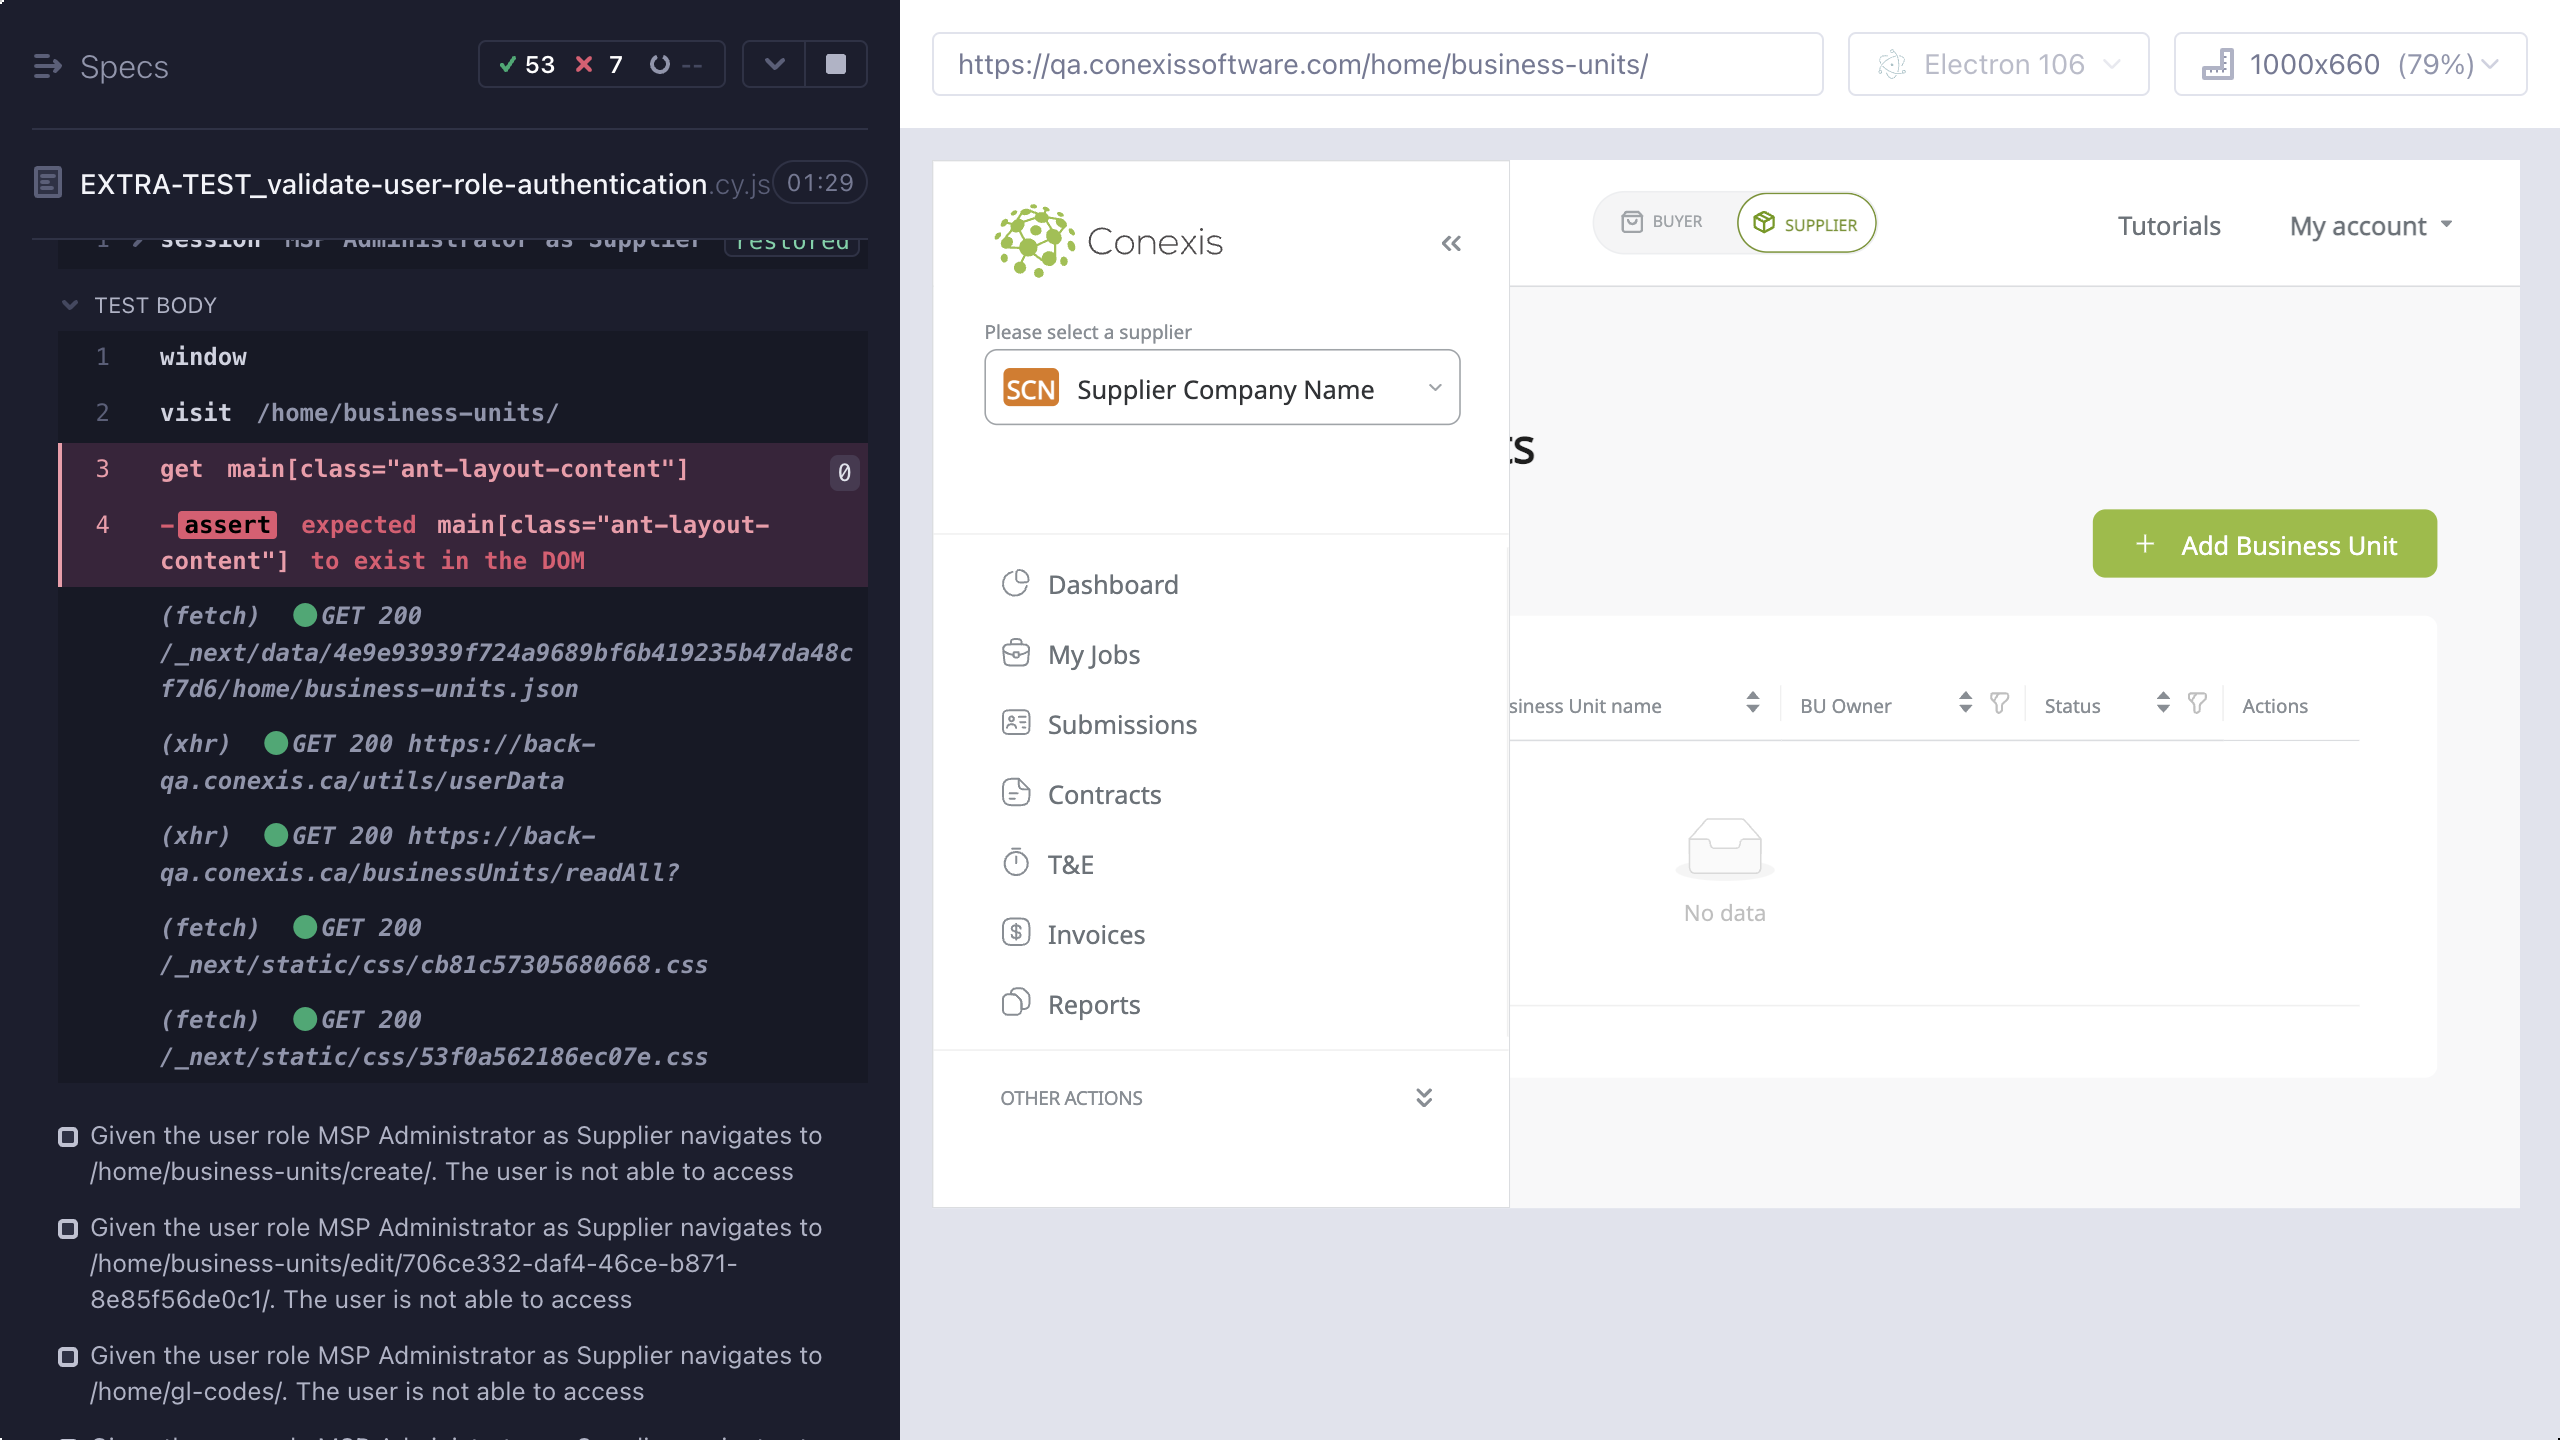 Specs
53 7 --
EXTRA-TEST_validate-user-role-authentication.cy.js 01:29
1 session MSP Administrator as Supplier restored
TEST BODY
1 window
2 visit /home/business-units/
3 get main[class="ant-layout-content"] 0
4 -assert expected main[class="ant-layout-
content"] to exist in the DOM
(fetch) GET 200
/_next/data/4e9e93939f724a9689bf6b419235b47da48c
f7d6/home/business-units.json
(xhr) GET 200 https://back-
qa.conexis.ca/utils/userData
(xhr) GET 200 https://back-
qa.conexis.ca/businessUnits/readAll?
(fetch) GET 200
/_next/static/css/cb81c57305680668.css
(fetch) GET 200
/_next/static/css/53f0a562186ec07e.css
Given the user role MSP Administrator as Supplier navigates to
/home/business-units/create/. The user is not able to access
Given the user role MSP Administrator as Supplier navigates to
/home/business-units/edit/706ce332-daf4-46ce-b871-
8e85f56de0c1/. The user is not able to access
Given the user role MSP Administrator as Supplier navigates to
/home/gl-codes/. The user is not able to access
https://qa.conexissoftware.com/home/business-units/
Electron 106
1000x660 (79%)
Conexis
BUYER
SUPPLIER
Tutorials
My account
Please select a supplier
SCN Supplier Company Name
ts
Add Business Unit
Dashboard
My Jobs
Submissions
Contracts
T&E
Invoices
Reports
OTHER ACTIONS
siness Unit name
BU Owner
Status
Actions
No data